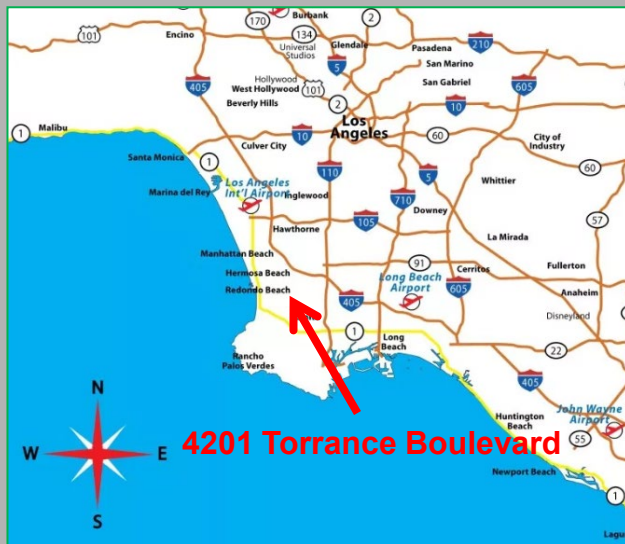 Burbank
170
134
2
101
Encino
Universal
Studios
Glendale
Pasadena
210
San Marino
5
405
Hollywood
101
West Hollywood
San Gabriel
605
Beverly Hills
2
10
Los
Angeles
1
Malibu
10
60
City of
Industry
Culver City
Santa Monica
1
110
60
5
Whittier
Marina del Rey
Los Angeles
Int'l Airport
Inglewood
710
Downey
57
105
Hawthorne
La Mirada
Manhattan Beach
91
Fullerton
Hermosa Beach
Long Beach
Airport
Cerritos
Redondo Beach
605
Anaheim
405
Disneyland
1
Long
Beach
22
Rancho
Palos Verdes
405
N
Huntington
Beach
John Wayne
Airport
4201 Torrance Boulevard
55
W
E
Newport Beach
1
S
Lagu